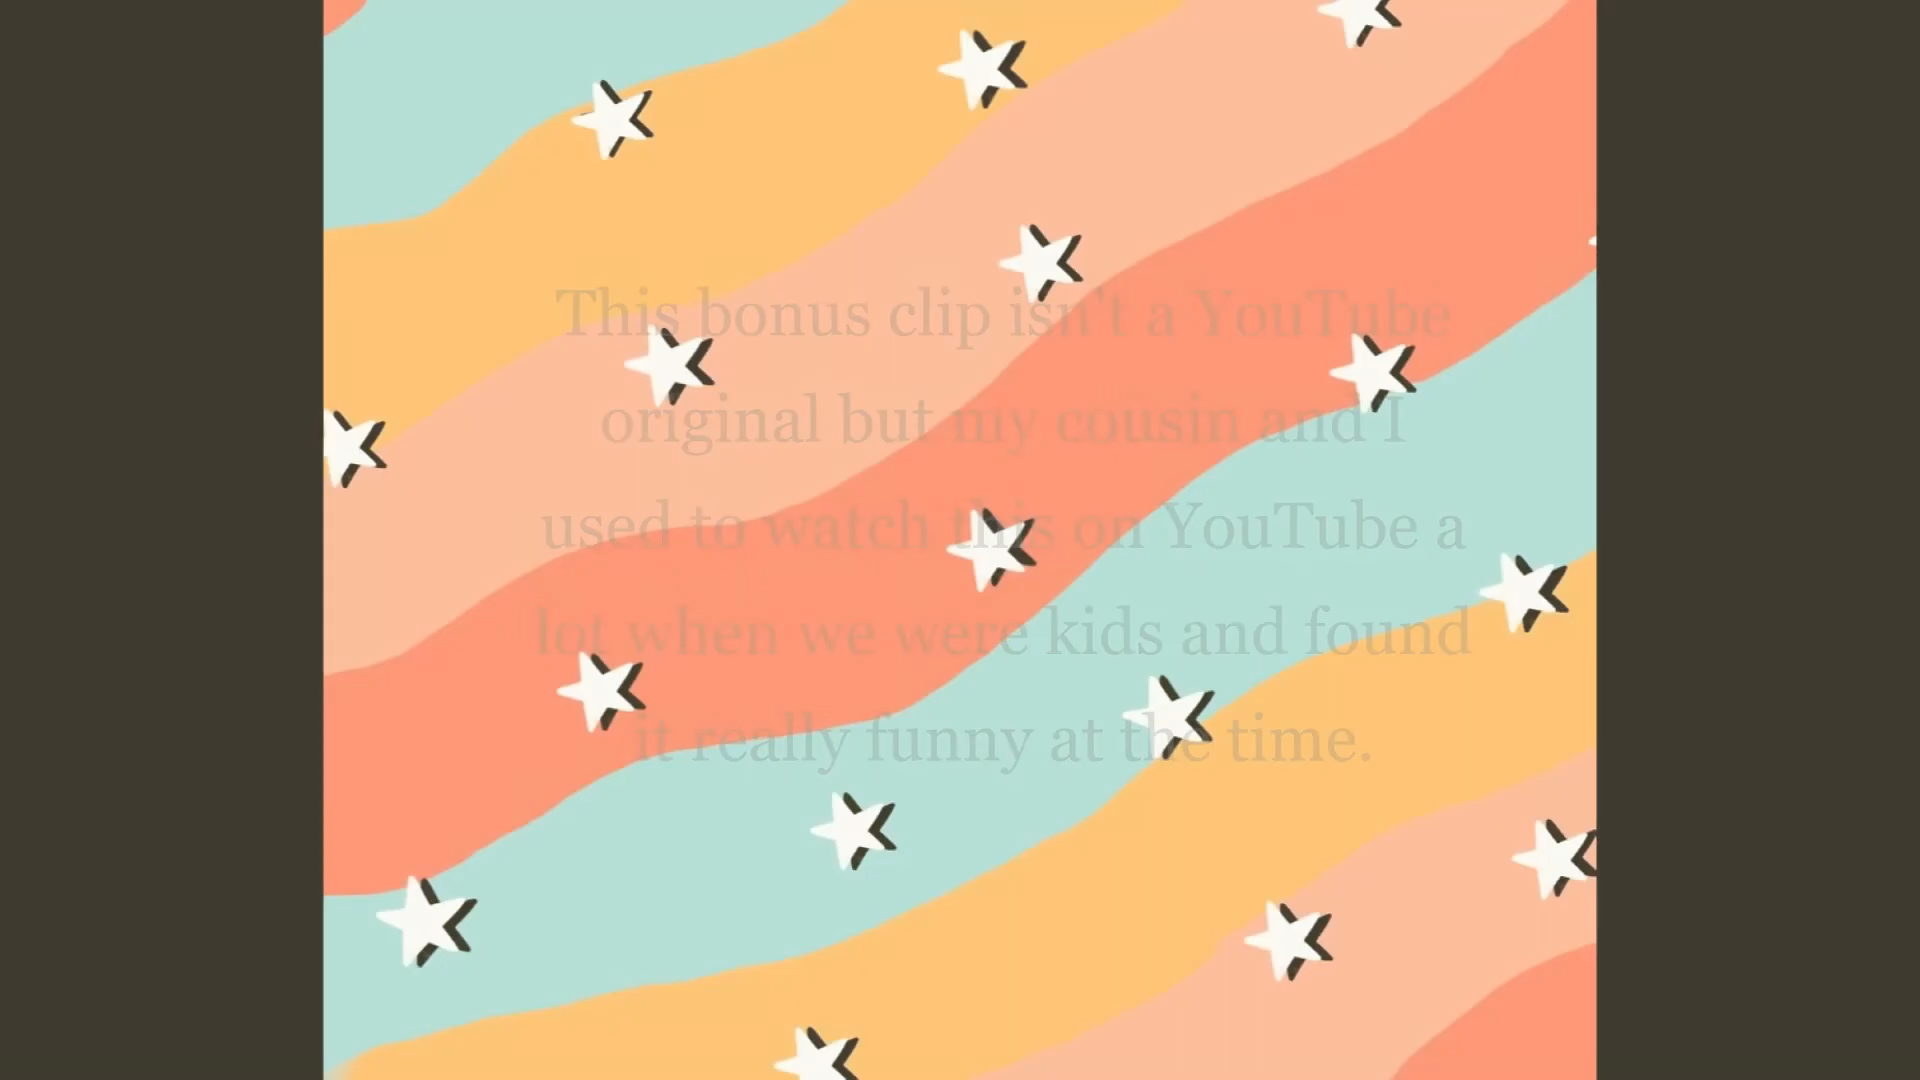 This bonus clip isn't a YouTube
original but my cousin and I
used to watch this on YouTube a
lot when we were kids and found
it really funny at the time.